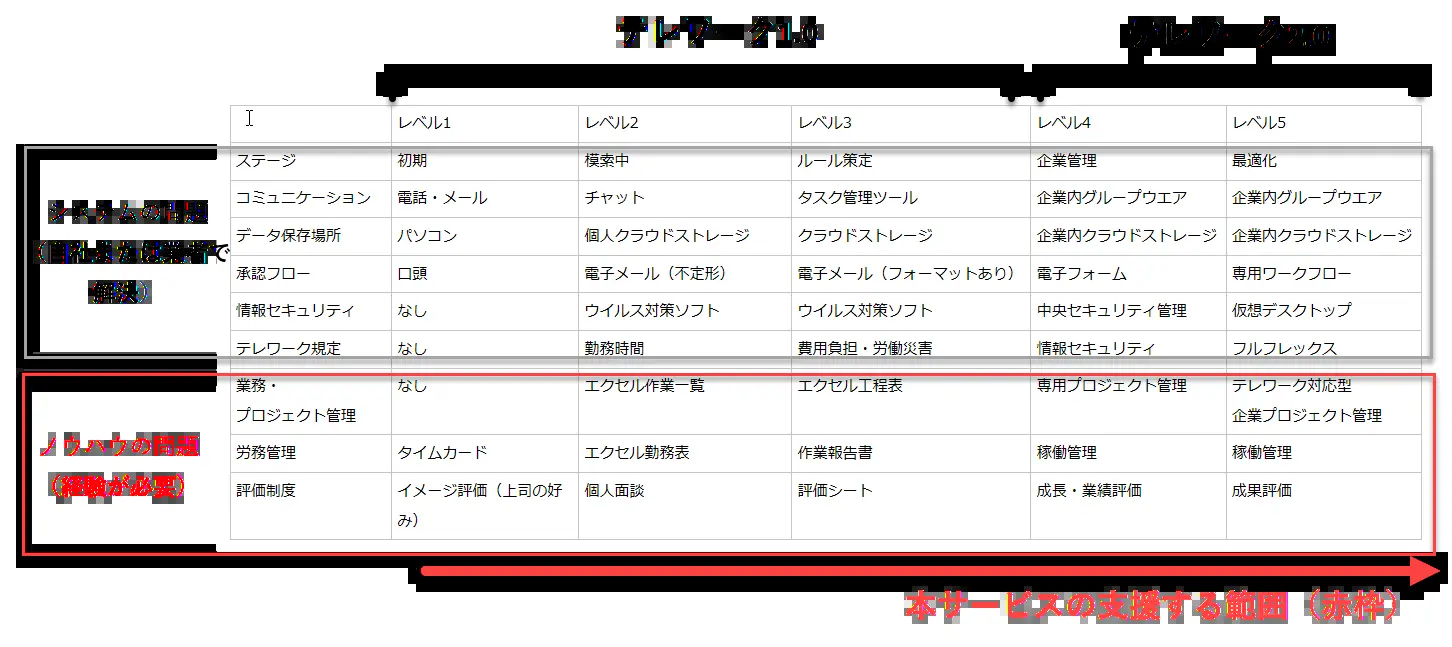 テレワーク1.0 テレワーク2.0
レベル1 レベル2 レベル3 レベル4 レベル5
ステージ 初期 模索中 ルール策定 企業管理 最適化
コミュニケーション 電話・メール チャット タスク管理ツール 企業内グループウエア 企業内グループウエア
データ保存場所 パソコン 個人クラウドストレージ クラウドストレージ 企業内クラウドストレージ 企業内クラウドストレージ
承認フロー 口頭 電子メール（不定形） 電子メール（フォーマットあり） 電子フォーム 専用ワークフロー
情報セキュリティ なし ウイルス対策ソフト ウイルス対策ソフト 中央セキュリティ管理 仮想デスクトップ
テレワーク規定 なし 勤務時間 費用負担・労働災害 情報セキュリティ フルフレックス
システムの問題
で
解決）
業務・ なし エクセル作業一覧 エクセル工程表 専用プロジェクト管理 テレワーク対応型
プロジェクト管理 企業プロジェクト管理
労務管理 タイムカード エクセル勤務表 作業報告書 稼働管理 稼働管理
評価制度 イメージ評価（上司の好 個人面談 評価シート 成長・業績評価 成果評価
み）
ノウハウの問題
（経験が必要）
本サービスの支援する範囲（赤枠）